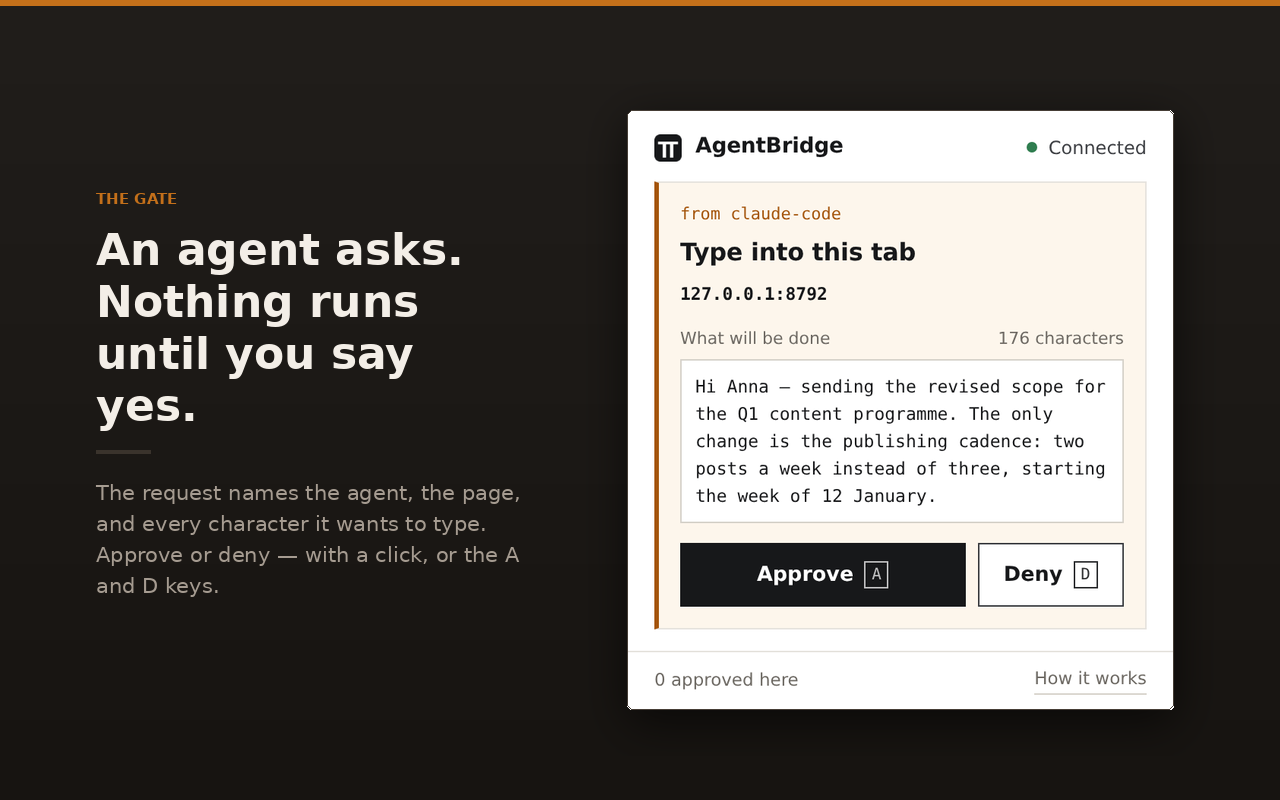 THE GATE
An agent asks.
Nothing runs
until you say
yes.
The request names the agent, the page,
and every character it wants to type.
Approve or deny — with a click, or the A
and D keys.
AgentBridge
Connected
from claude-code
Type into this tab
127.0.0.1:8792
What will be done
176 characters
Hi Anna — sending the revised scope for
the Q1 content programme. The only
change is the publishing cadence: two
posts a week instead of three, starting
the week of 12 January.
Approve A
Deny D
0 approved here
How it works